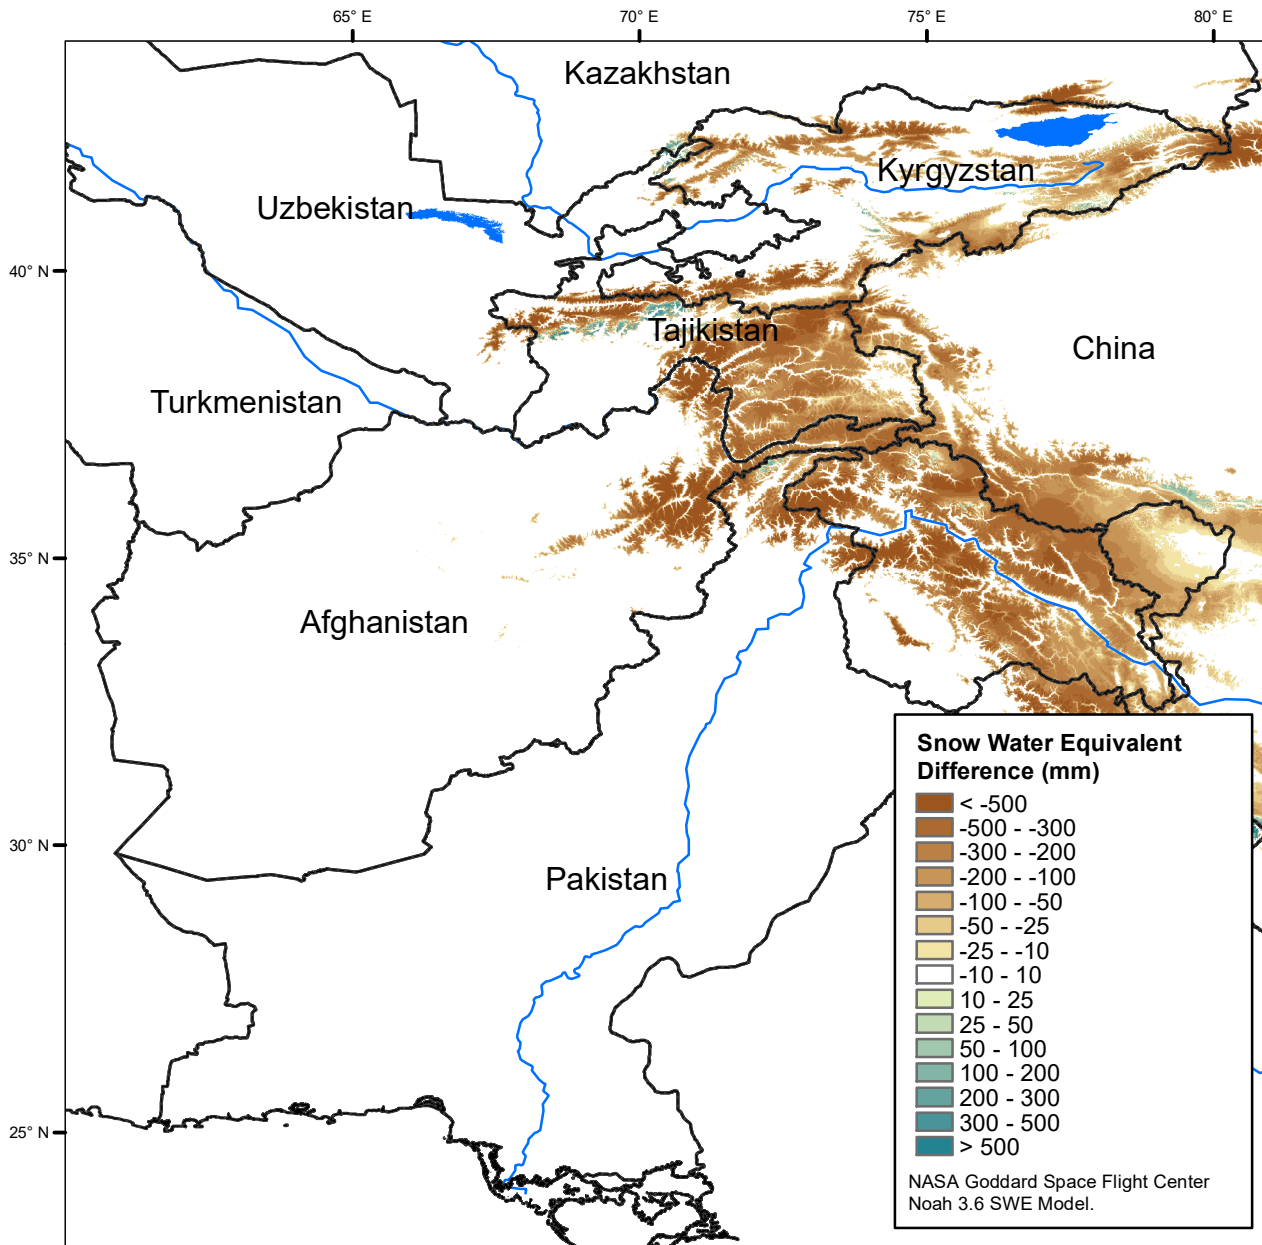 65° E
70° E
75° E
80° E
Kazakhstan
Kyrgyzstan
Uzbekistan
40° N
Tajikistan
China
Turkmenistan
35° N
Afghanistan
30° N
Pakistan
25° N
Snow Water Equivalent
Difference (mm)
< -500
-500 - -300
-300 - -200
-200 - -100
-100 - -50
-50 - -25
-25 - -10
-10 - 10
10 - 25
25 - 50
50 - 100
100 - 200
200 - 300
300 - 500
> 500
NASA Goddard Space Flight Center
Noah 3.6 SWE Model.